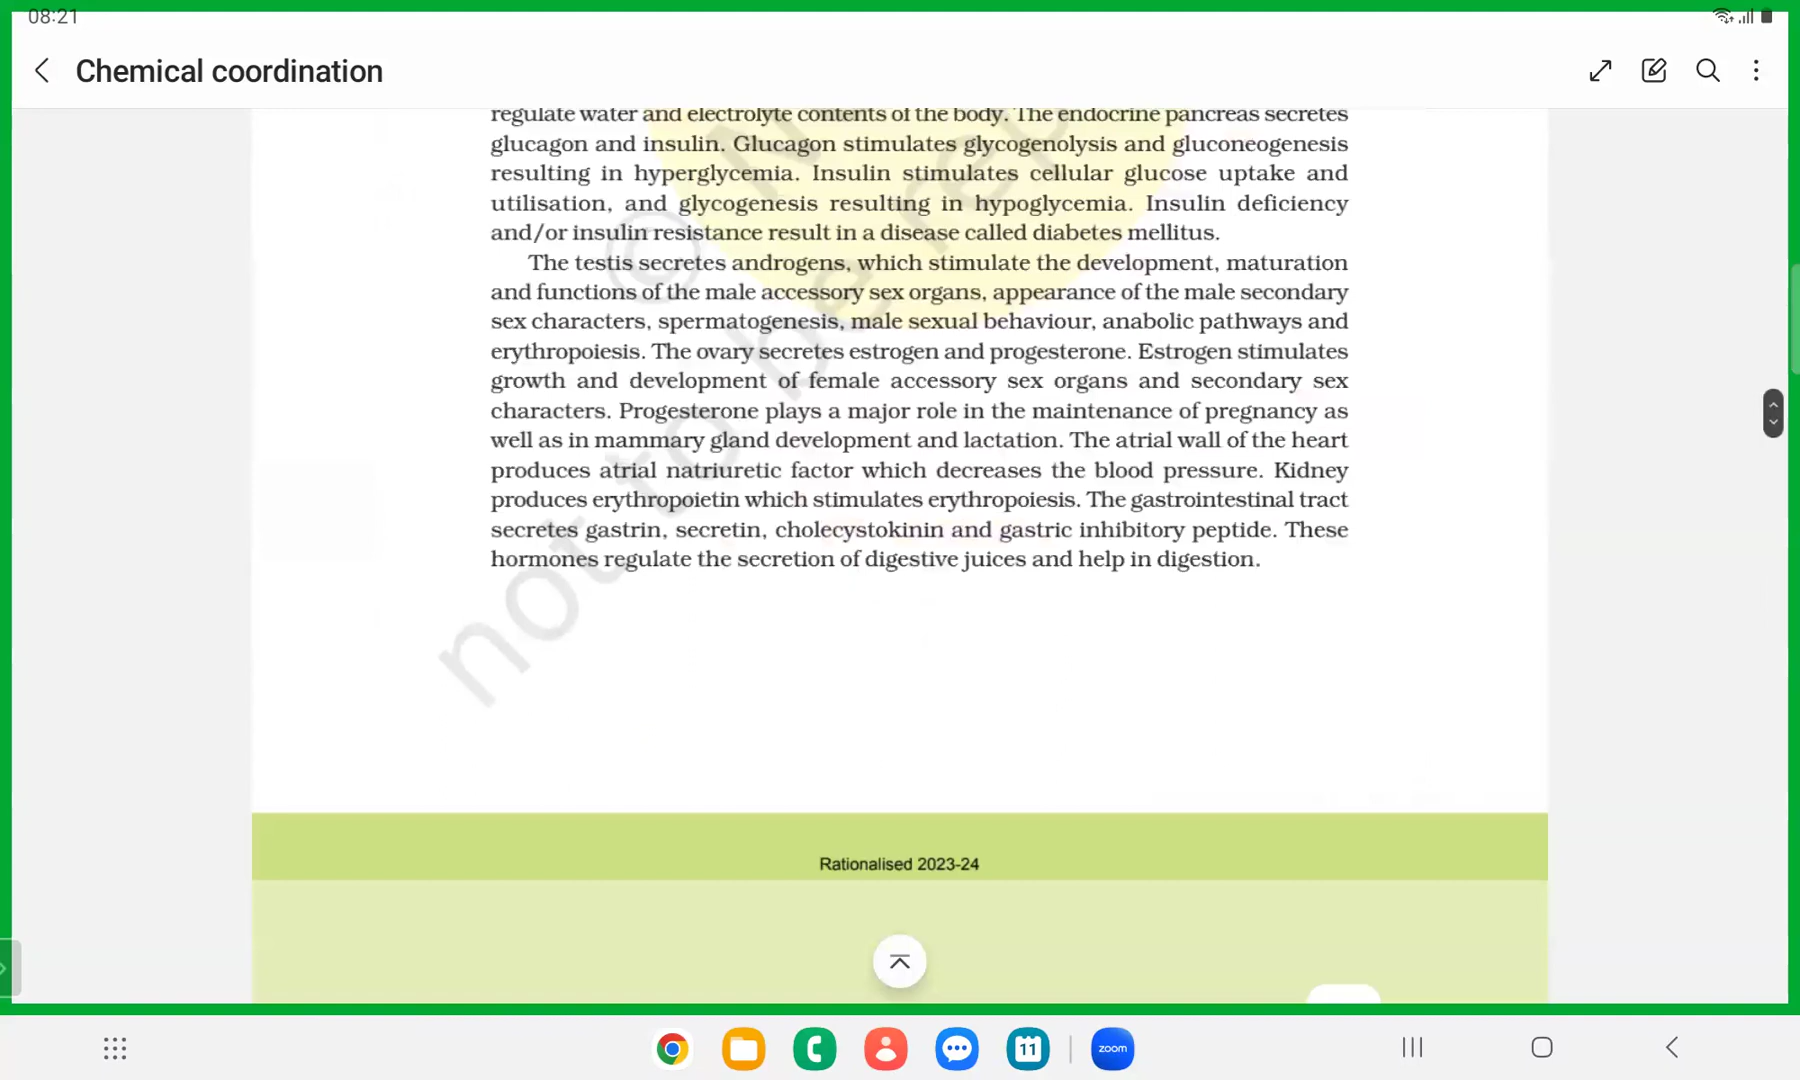 08:21
Chemical coordination
regulate water and electrolyte contents of the body. The endocrine pancreas secretes
glucagon and insulin. Glucagon stimulates glycogenolysis and gluconeogenesis
resulting in hyperglycemia. Insulin stimulates cellular glucose uptake and
utilisation, and glycogenesis resulting in hypoglycemia. Insulin deficiency
and/or insulin resistance result in a disease called diabetes mellitus.
The testis secretes androgens, which stimulate the development, maturation
and functions of the male accessory sex organs, appearance of the male secondary
sex characters, spermatogenesis, male sexual behaviour, anabolic pathways and
erythropoiesis. The ovary secretes estrogen and progesterone. Estrogen stimulates
growth and development of female accessory sex organs and secondary sex
characters. Progesterone plays a major role in the maintenance of pregnancy as
well as in mammary gland development and lactation. The atrial wall of the heart
produces atrial natriuretic factor which decreases the blood pressure. Kidney
produces erythropoietin which stimulates erythropoiesis. The gastrointestinal tract
secretes gastrin, secretin, cholecystokinin and gastric inhibitory peptide. These
hormones regulate the secretion of digestive juices and help in digestion.
© N
not to be rep
Rationalised 2023-24
11
zoom